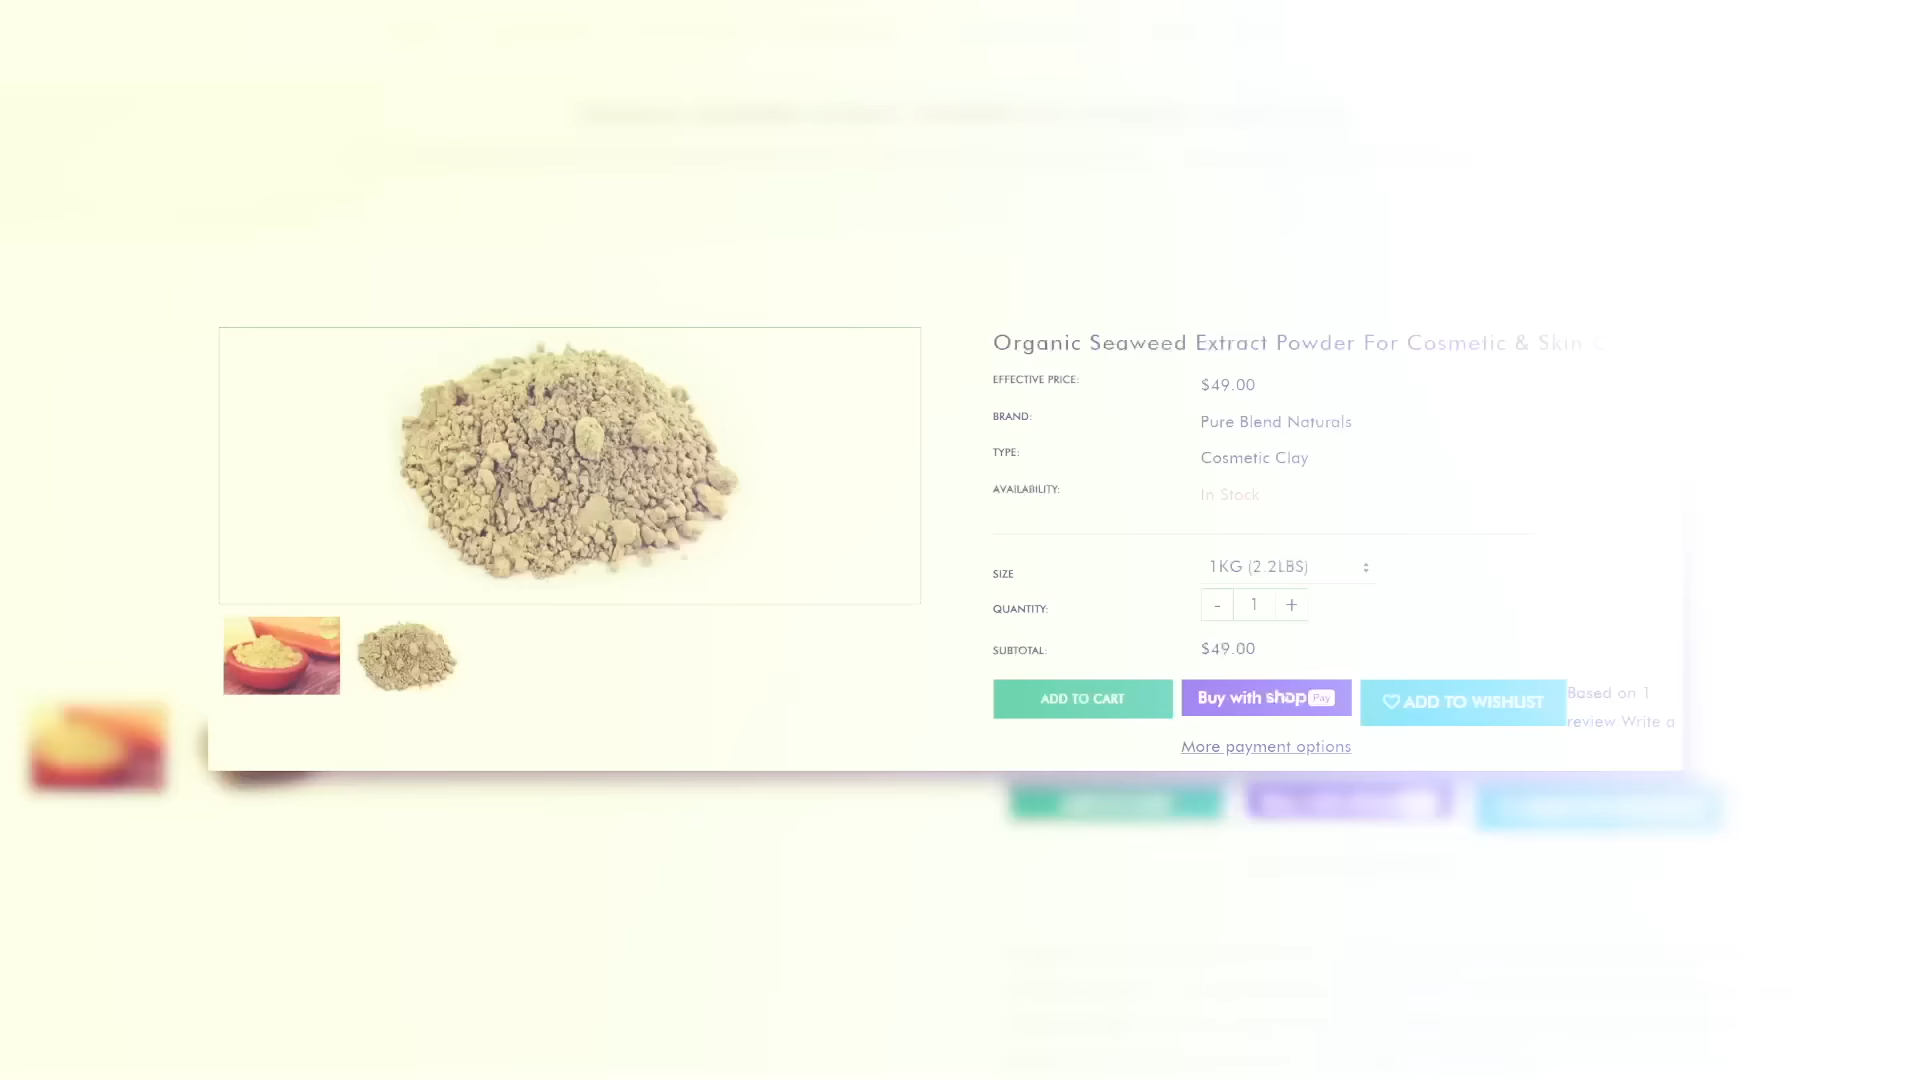 Organic Seaweed Extract Powder For Cosmetic & Skin
EFFECTIVE PRICE: $49.00
BRAND: Pure Blend Naturals
TYPE: Cosmetic Clay
AVAILABILITY: In Stock
SIZE 1KG (2.2LBS)
QUANTITY: - 1 +
SUBTOTAL: $49.00
ADD TO CART Buy with shop Pay ADD TO WISHLIST Based on 1
review Write a
More payment options